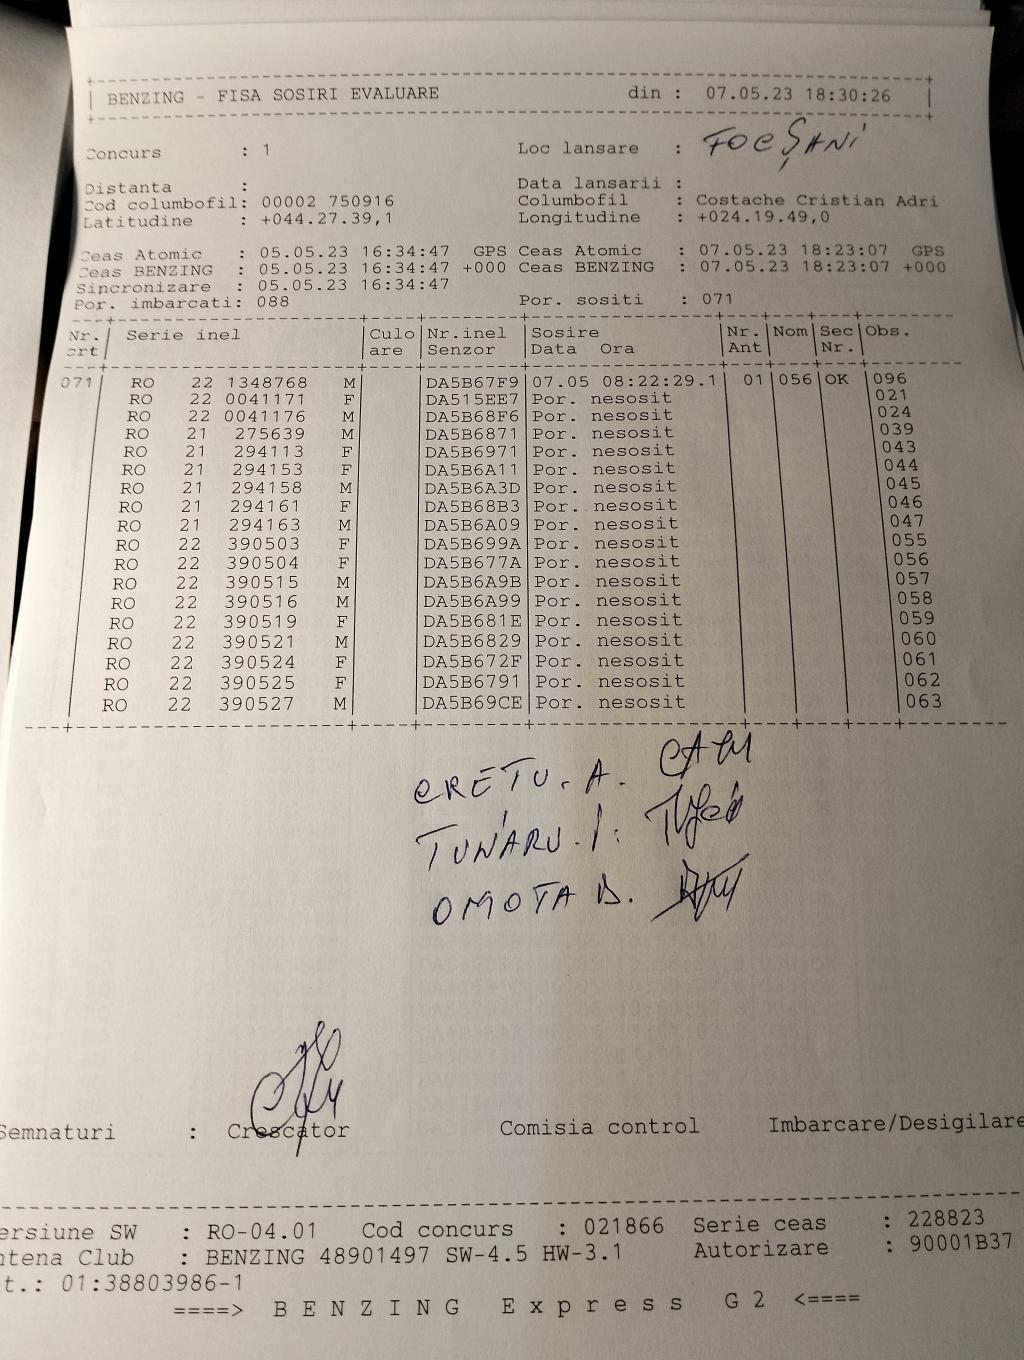 BENZING - FISA SOSIRI EVALUARE din : 07.05.23 18:30:26
Concurs : 1 Loc lansare : FOCȘANI
Distanta : Data lansarii :
Cod columbofil: 00002 750916 Columbofil : Costache Cristian Adri
Latitudine : +044.27.39,1 Longitudine : +024.19.49,0
Ceas Atomic : 05.05.23 16:34:47 GPS Ceas Atomic : 07.05.23 18:23:07 GPS
Ceas BENZING : 05.05.23 16:34:47 +000 Ceas BENZING : 07.05.23 18:23:07 +000
Sincronizare : 05.05.23 16:34:47
Por. imbarcati: 088 Por. sositi : 071
Nr. Serie inel Culo Nr.inel Sosire Nr. Nom Sec Obs.
crt are Senzor Data Ora Ant Nr.
071 RO 22 1348768 M DA5B67F9 07.05 08:22:29.1 01 056 OK 096
RO 22 0041171 F DA515EE7 Por. nesosit 021
RO 22 0041176 M DA5B68F6 Por. nesosit 024
RO 21 275639 M DA5B6871 Por. nesosit 039
RO 21 294113 F DA5B6971 Por. nesosit 043
RO 21 294153 F DA5B6A11 Por. nesosit 044
RO 21 294158 M DA5B6A3D Por. nesosit 045
RO 21 294161 F DA5B68B3 Por. nesosit 046
RO 21 294163 M DA5B6A09 Por. nesosit 047
RO 22 390503 F DA5B699A Por. nesosit 055
RO 22 390504 F DA5B677A Por. nesosit 056
RO 22 390515 M DA5B6A9B Por. nesosit 057
RO 22 390516 M DA5B6A99 Por. nesosit 058
RO 22 390519 F DA5B681E Por. nesosit 059
RO 22 390521 M DA5B6829 Por. nesosit 060
RO 22 390524 F DA5B672F Por. nesosit 061
RO 22 390525 F DA5B6791 Por. nesosit 062
RO 22 390527 M DA5B69CE Por. nesosit 063
CRETU. A.
TUNARU. I.
OMOTA D.
Semnaturi : Crescator Comisia control Imbarcare/Desigilare
ersiune SW : RO-04.01 Cod concurs : 021866 Serie ceas : 228823
ntena Club : BENZING 48901497 SW-4.5 HW-3.1 Autorizare : 90001B37
t.: 01:38803986-1
====> BENZING Express G2 <====